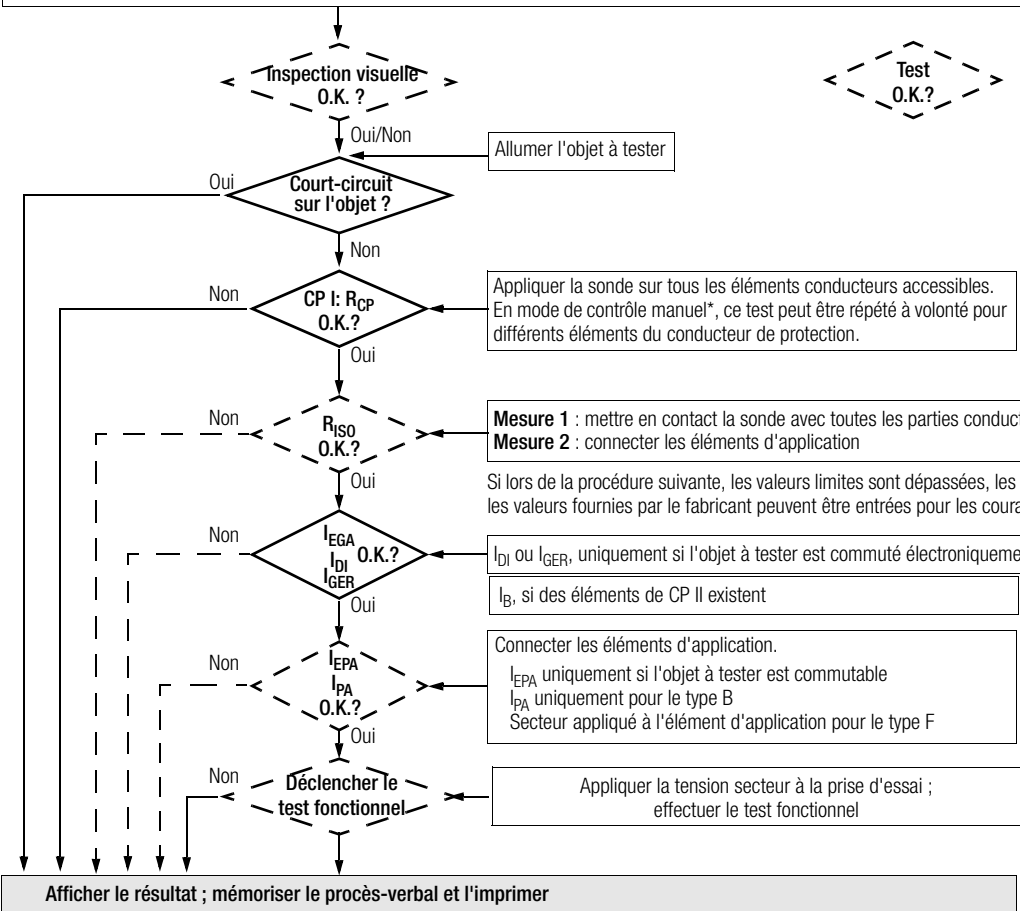 Inspection visuelle
O.K. ?
Test
O.K.?
Oui/Non
Allumer l'objet à tester
Oui
Court-circuit
sur l'objet ?
Non
Non
CP I: RCP
O.K.?
Appliquer la sonde sur tous les éléments conducteurs accessibles.
En mode de contrôle manuel*, ce test peut être répété à volonté pour
différents éléments du conducteur de protection.
Oui
Non
RISO
O.K.?
Mesure 1 : mettre en contact la sonde avec toutes les parties
Mesure 2 : connecter les éléments d'application
Oui
Si lors de la procédure suivante, les valeurs limites sont dépassées, les
les valeurs fournies par le fabricant peuvent être entrées pour les
Non
IEGA
IDI O.K.?
IGER
IDI ou IGER, uniquement si l'objet à tester est commuté
Oui
IB, si des éléments de CP II existent
Non
IEPA
IPA
O.K.?
Connecter les éléments d'application.
IEPA uniquement si l'objet à tester est commutable
IPA uniquement pour le type B
Secteur appliqué à l'élément d'application pour le type F
Oui
Non
Déclencher le
test fonctionnel
Appliquer la tension secteur à la prise d'essai ;
effectuer le test fonctionnel
Afficher le résultat ; mémoriser le procès-verbal et l'imprimer